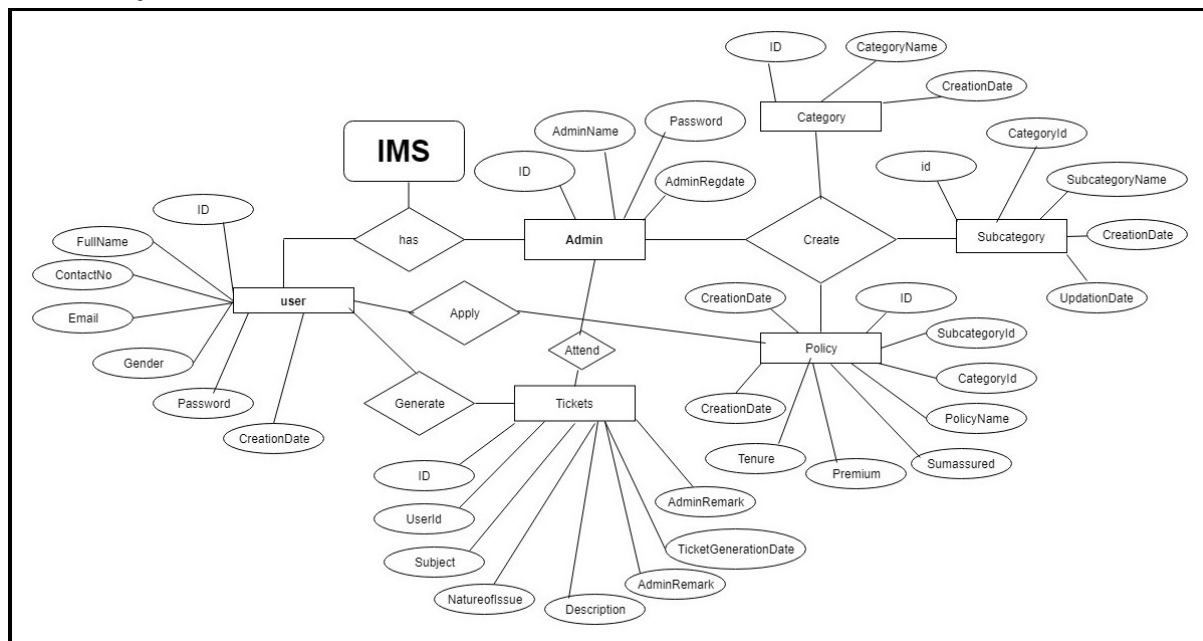 ID
CategoryName
CreationDate
Category
IMS
AdminName
Password
ID
AdminRegdate
CategoryId
id
SubcategoryName
CreationDate
UpdationDate
Subcategory
ID
FullName
ContactNo
Email
Gender
Password
CreationDate
user
has
Admin
Create
Apply
Attend
Generate
Tickets
CreationDate
ID
SubcategoryId
CategoryId
PolicyName
Sumassured
Premium
Tenure
CreationDate
Policy
ID
UserId
Subject
NatureofIssue
Description
AdminRemark
TicketGenerationDate
AdminRemark